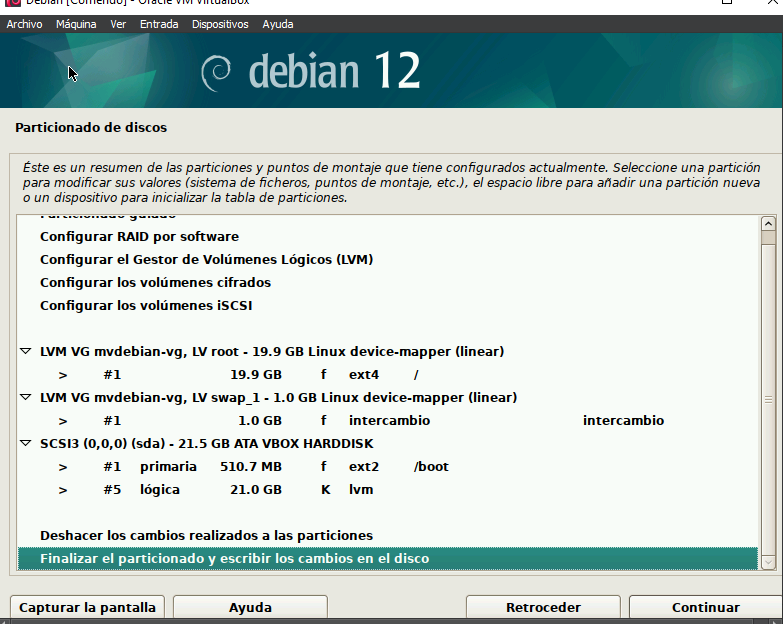 Debian [Corriendo] - Oracle VM VirtualBox
Archivo Máquina Ver Entrada Dispositivos Ayuda
debian 12
Particionado de discos
Éste es un resumen de las particiones y puntos de montaje que tiene configurados actualmente. Seleccione una partición
para modificar sus valores (sistema de ficheros, puntos de montaje, etc.), el espacio libre para añadir una partición nueva
o un dispositivo para inicializar la tabla de particiones.
Particionado guiado
Configurar RAID por software
Configurar el Gestor de Volúmenes Lógicos (LVM)
Configurar los volúmenes cifrados
Configurar los volúmenes iSCSI
LVM VG mvdebian-vg, LV root - 19.9 GB Linux device-mapper (linear)
> #1 19.9 GB f ext4 /
LVM VG mvdebian-vg, LV swap_1 - 1.0 GB Linux device-mapper (linear)
> #1 1.0 GB f intercambio intercambio
SCSI3 (0,0,0) (sda) - 21.5 GB ATA VBOX HARDDISK
> #1 primaria 510.7 MB f ext2 /boot
> #5 lógica 21.0 GB K lvm
Deshacer los cambios realizados a las particiones
Finalizar el particionado y escribir los cambios en el disco
Capturar la pantalla Ayuda Retroceder Continuar